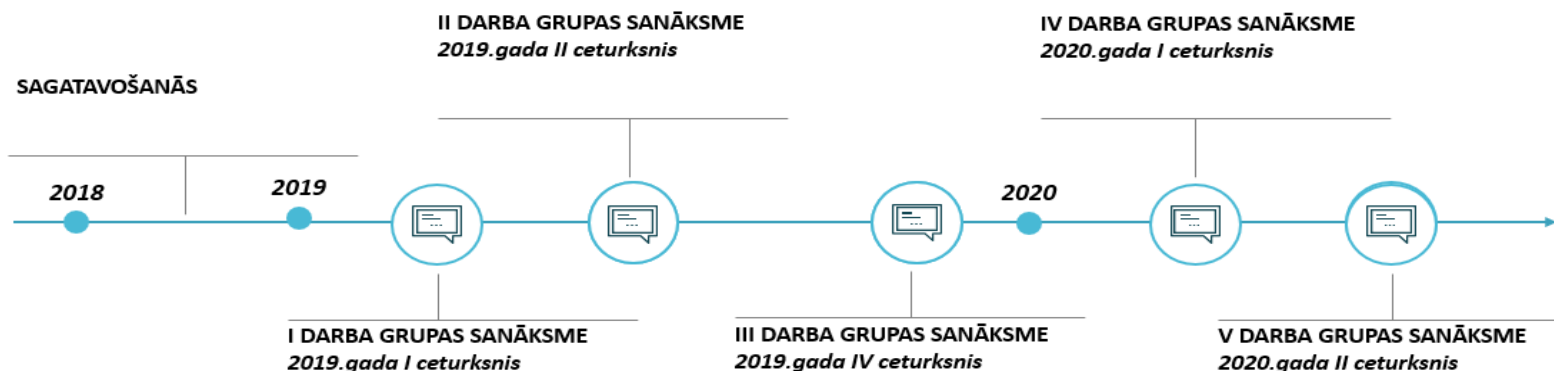 II DARBA GRUPAS SANĀKSME
2019.gada II ceturksnis
IV DARBA GRUPAS SANĀKSME
2020.gada I ceturksnis
SAGATAVOŠANĀS
2018
2019
2020
I DARBA GRUPAS SANĀKSME
2019.gada I ceturksnis
III DARBA GRUPAS SANĀKSME
2019.gada IV ceturksnis
V DARBA GRUPAS SANĀKSME
2020.gada II ceturksnis